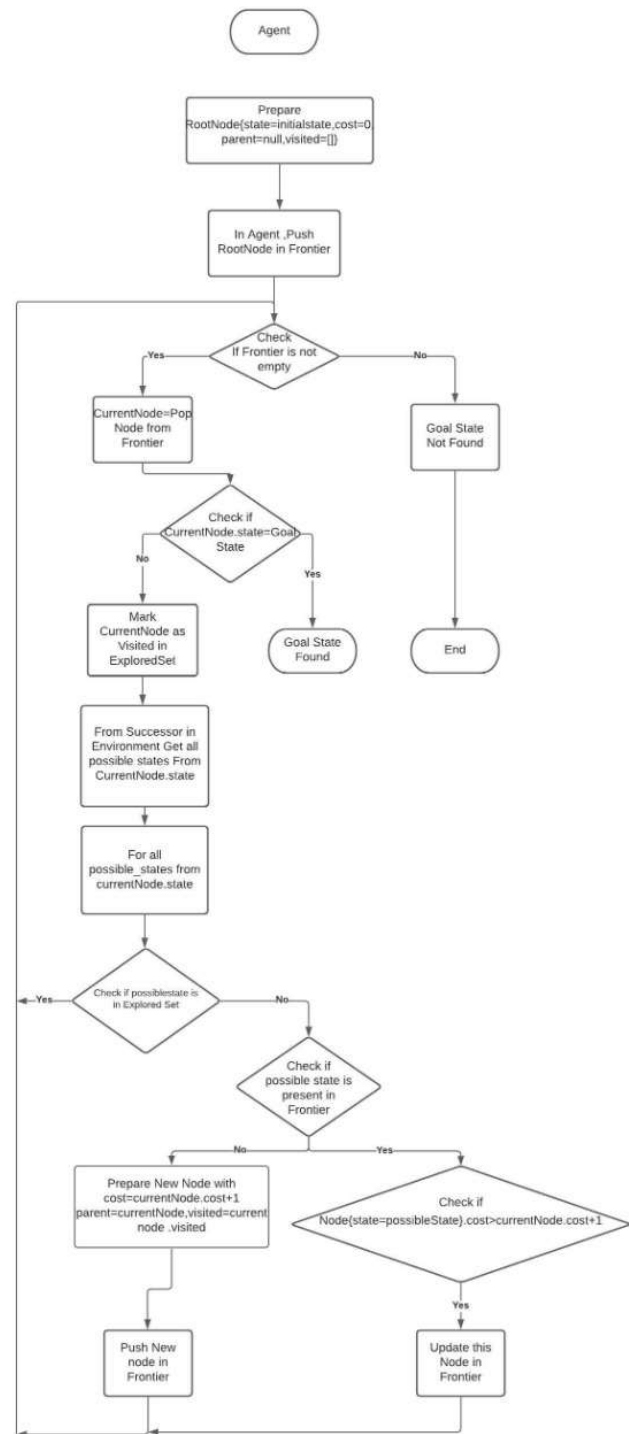 Agent
Prepare
RootNode{state=initialstate,cost=0,
parent=null,visited=[]}
In Agent ,Push
RootNode in Frontier
Check
If Frontier is not
empty
Yes
No
CurrentNode=Pop
Node from
Frontier
Goal State
Not Found
Check if
CurrentNode.state=Goal
State
No
Yes
Mark
CurrentNode as
Visited in
ExploredSet
Goal State
Found
End
From Successor in
Environment Get all
possible states From
CurrentNode.state
For all
possible_states from
currentNode.state
Check if possiblestate is
in Explored Set
Yes
No
Check if
possible state is
present in
Frontier
No
Yes
Prepare New Node with
cost=currentNode.cost+1
parent=currentNode,visited=current
node .visited
Check if
Node{state=possibleState}.cost>currentNode.cost+1
Yes
Push New
node in
Frontier
Update this
Node in
Frontier